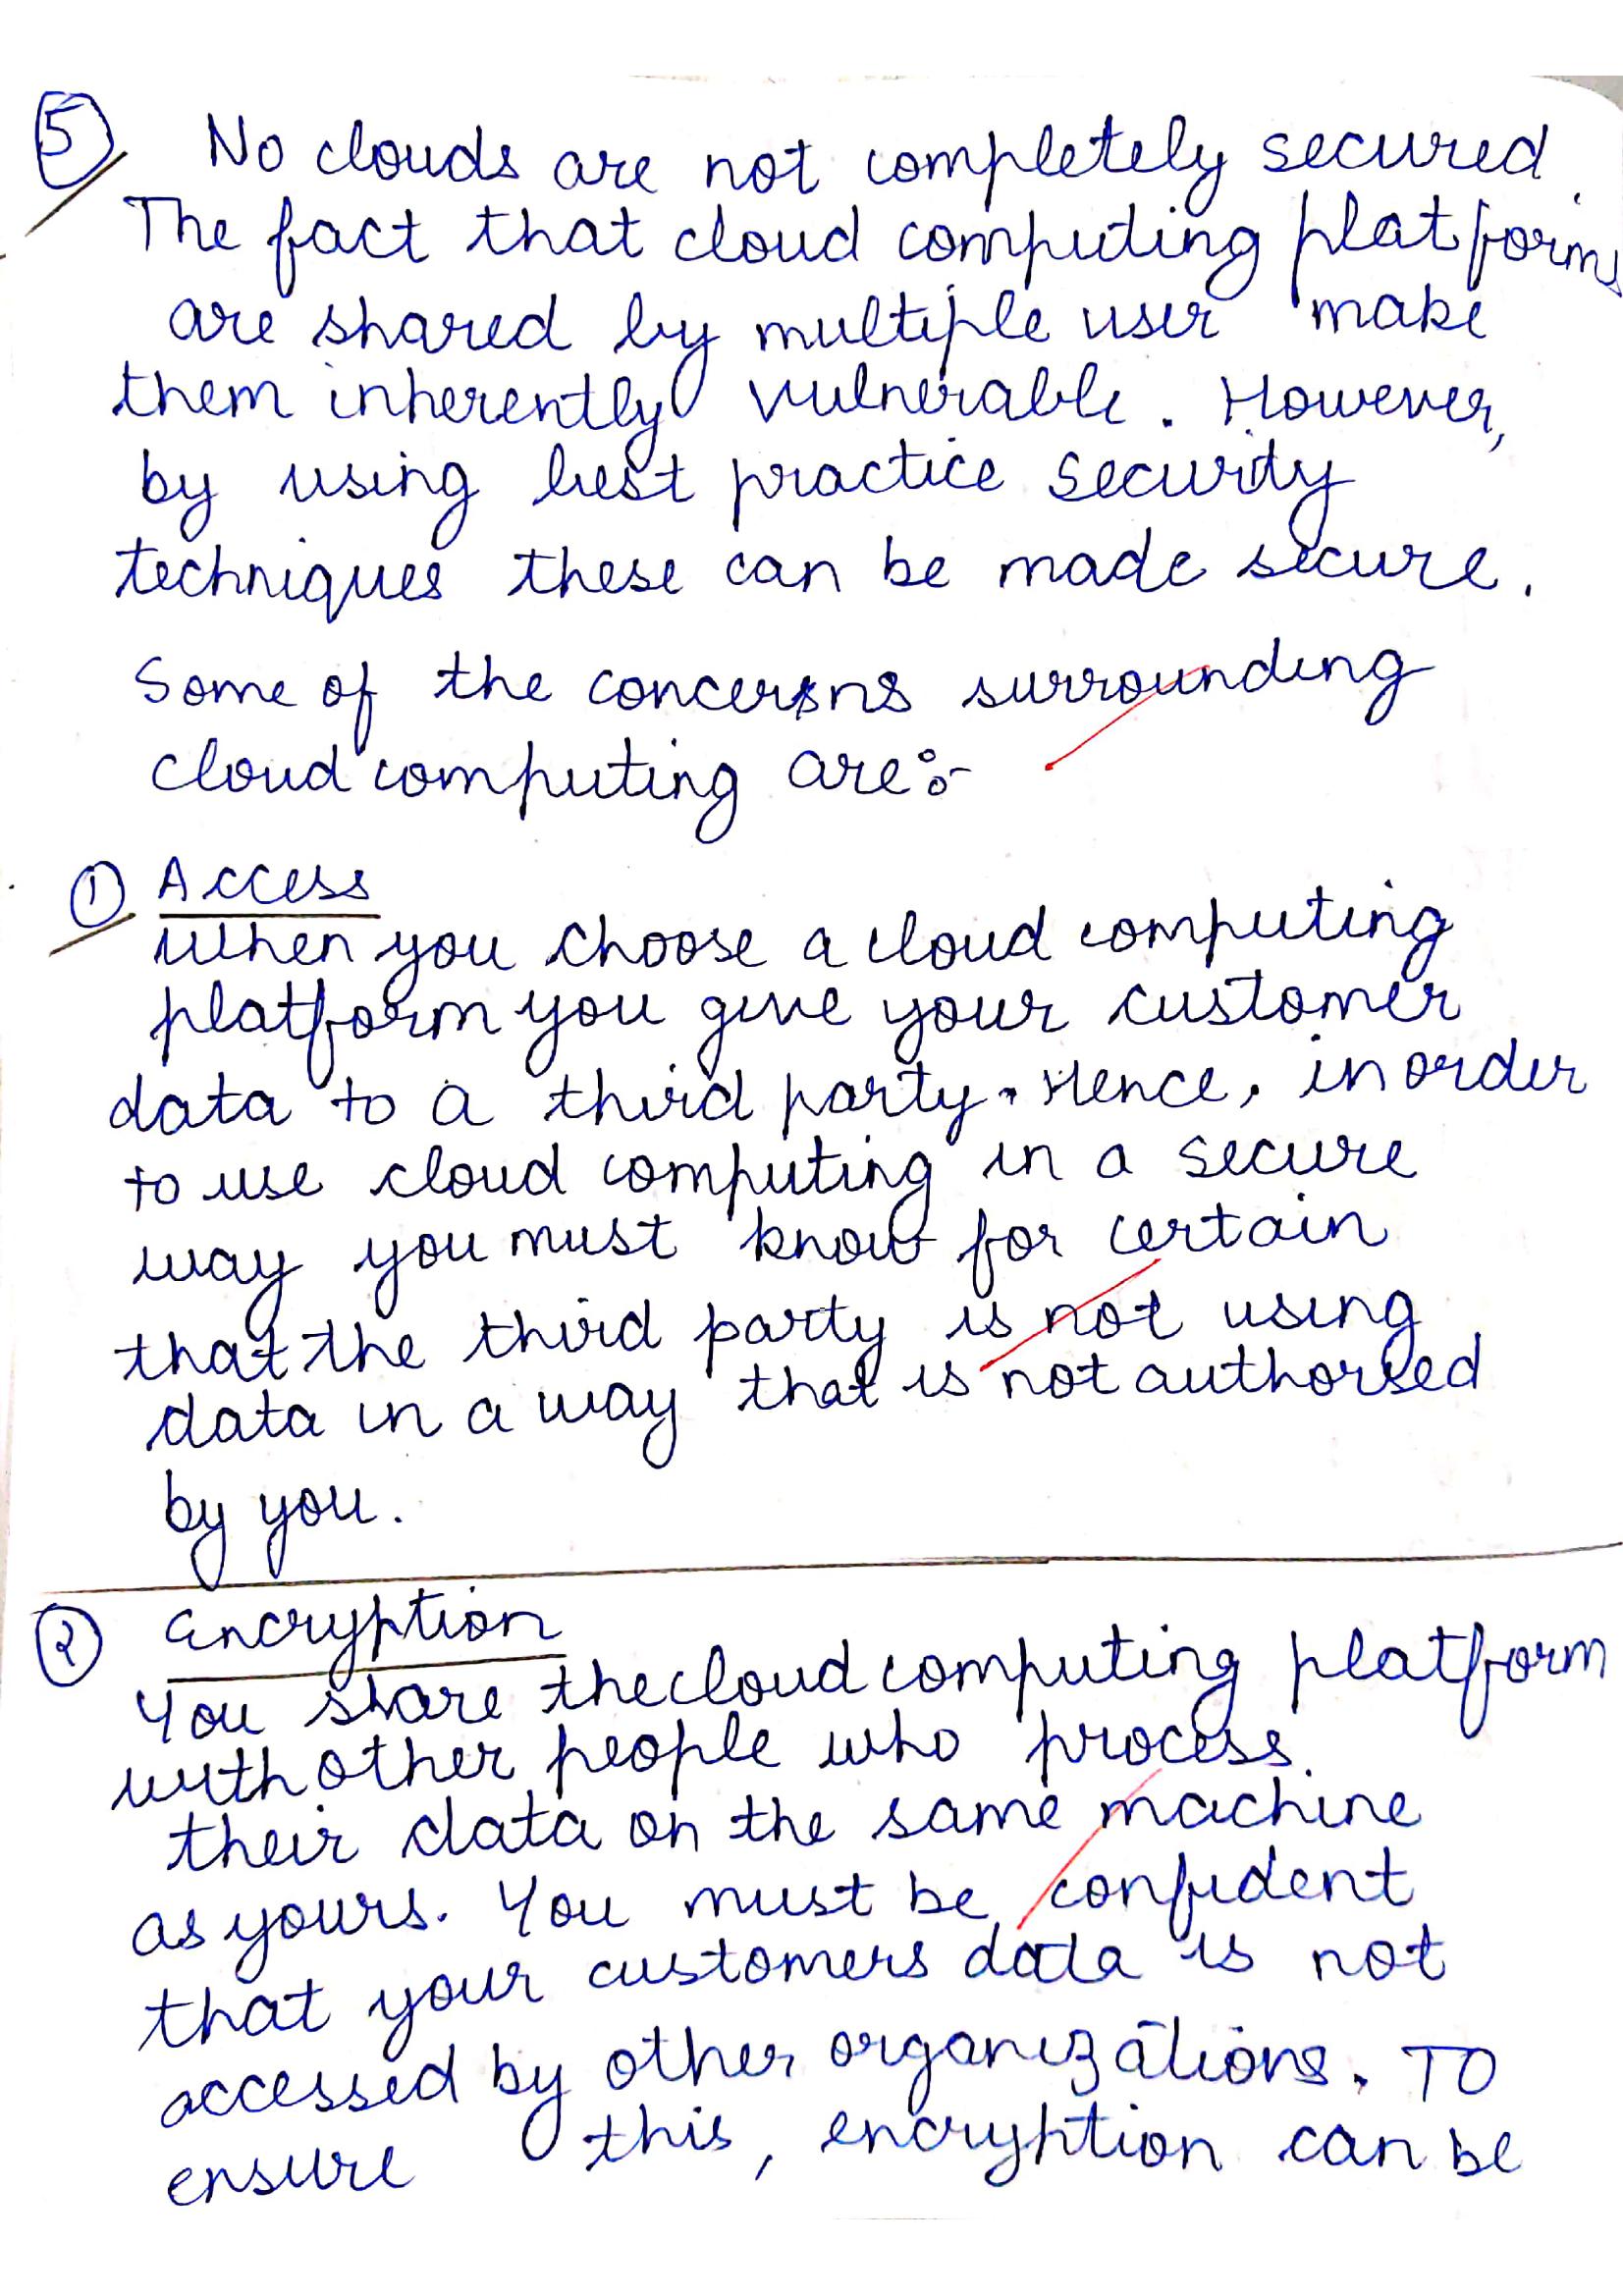 5 No clouds are not completely secured.
The fact that cloud computing platforms
are shared by multiple user make
them inherently vulnerable. However,
by using best practice security
techniques these can be made secure.
Some of the concerns surrounding
cloud computing are:-
1 Access
When you choose a cloud computing
platform you give your customer
data to a third party. Hence, in order
to use cloud computing in a secure
way you must know for certain
that the third party is not using
data in a way that is not authorised
by you.
2 Encryption
You share the cloud computing platform
with other people who process
their data on the same machine
as yours. You must be confident
that your customers data is not
accessed by other organizations. TO
ensure this, encryption can be